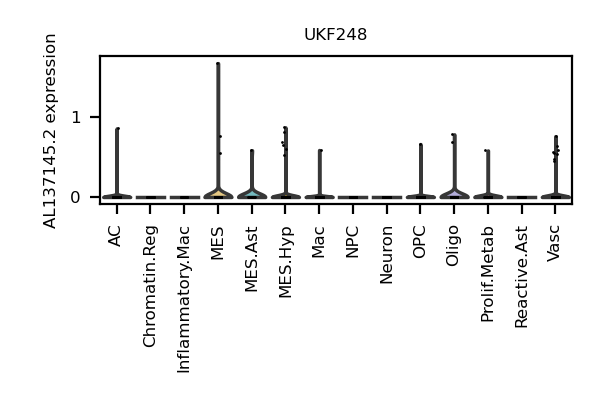 UKF248
AL137145.2 expression
1
0
AC
Chromatin.Reg
Inflammatory.Mac
MES
MES.Ast
MES.Hyp
Mac
NPC
Neuron
OPC
Oligo
Prolif.Metab
Reactive.Ast
Vasc